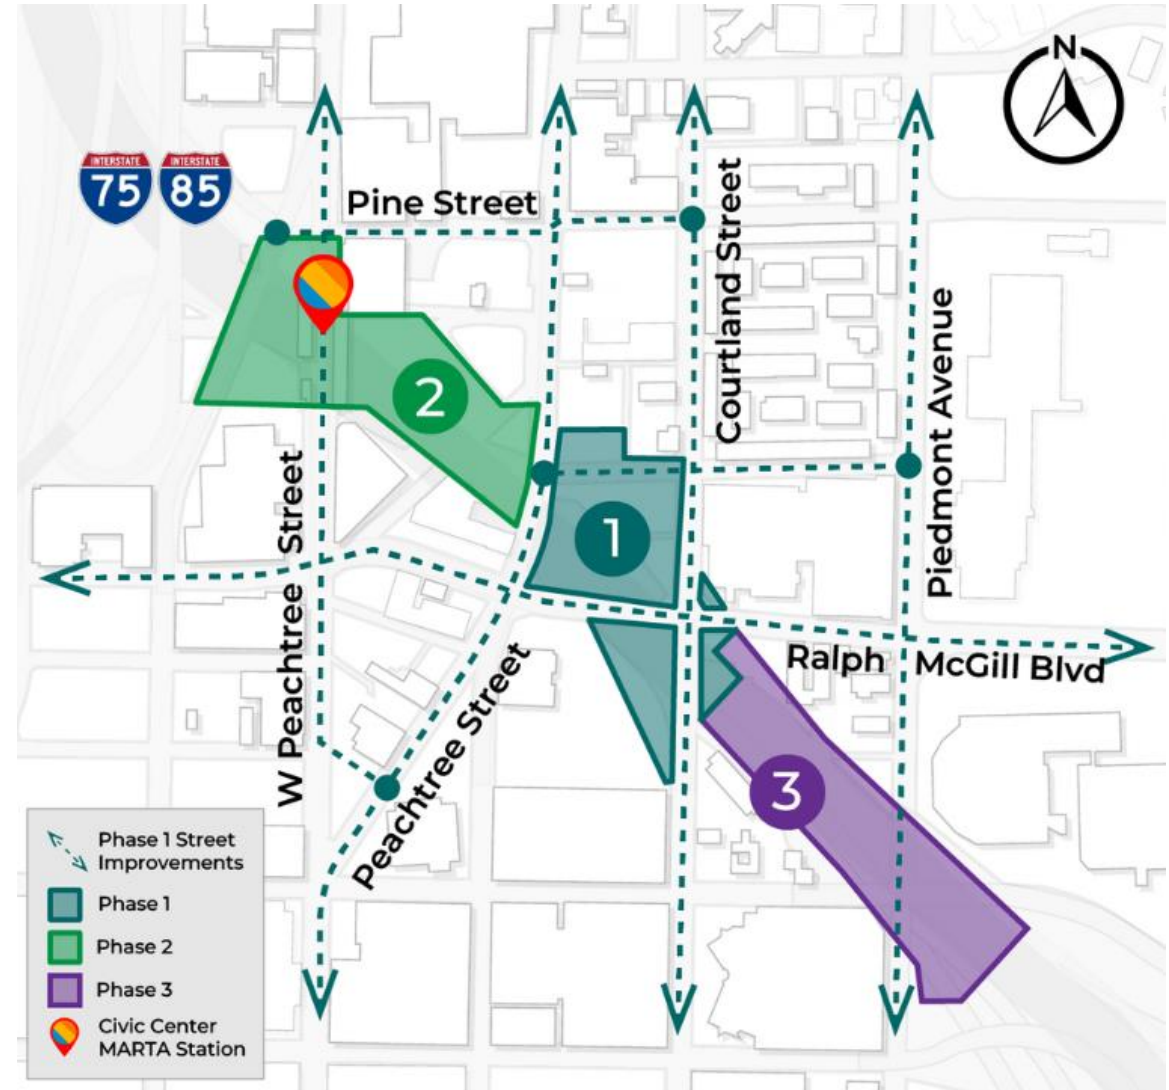 N
INTERSTATE
75
INTERSTATE
85
Pine Street
Courtland Street
2
Piedmont Avenue
W Peachtree Street
1
Ralph McGill Blvd
Peachtree Street
3
Phase 1 Street
Improvements
Phase 1
Phase 2
Phase 3
Civic Center
MARTA Station